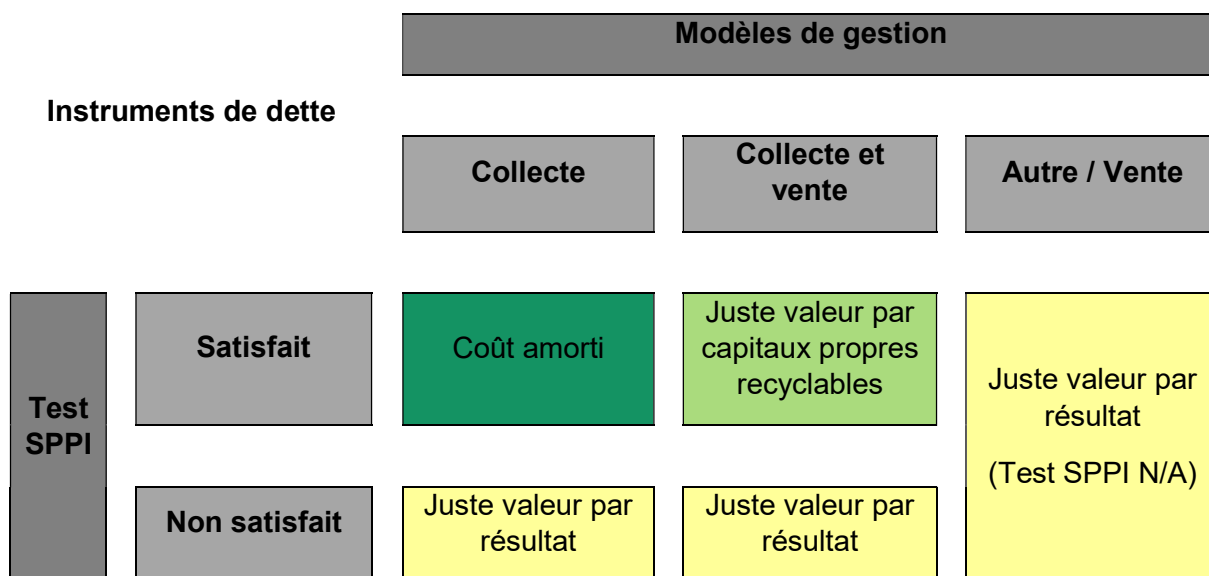 Modèles de gestion
Instruments de dette
Collecte
Collecte et
vente
Autre / Vente
Test
SPPI
Satisfait
Coût amorti
Juste valeur par
capitaux propres
recyclables
Juste valeur par
résultat
(Test SPPI N/A)
Non satisfait
Juste valeur par
résultat
Juste valeur par
résultat